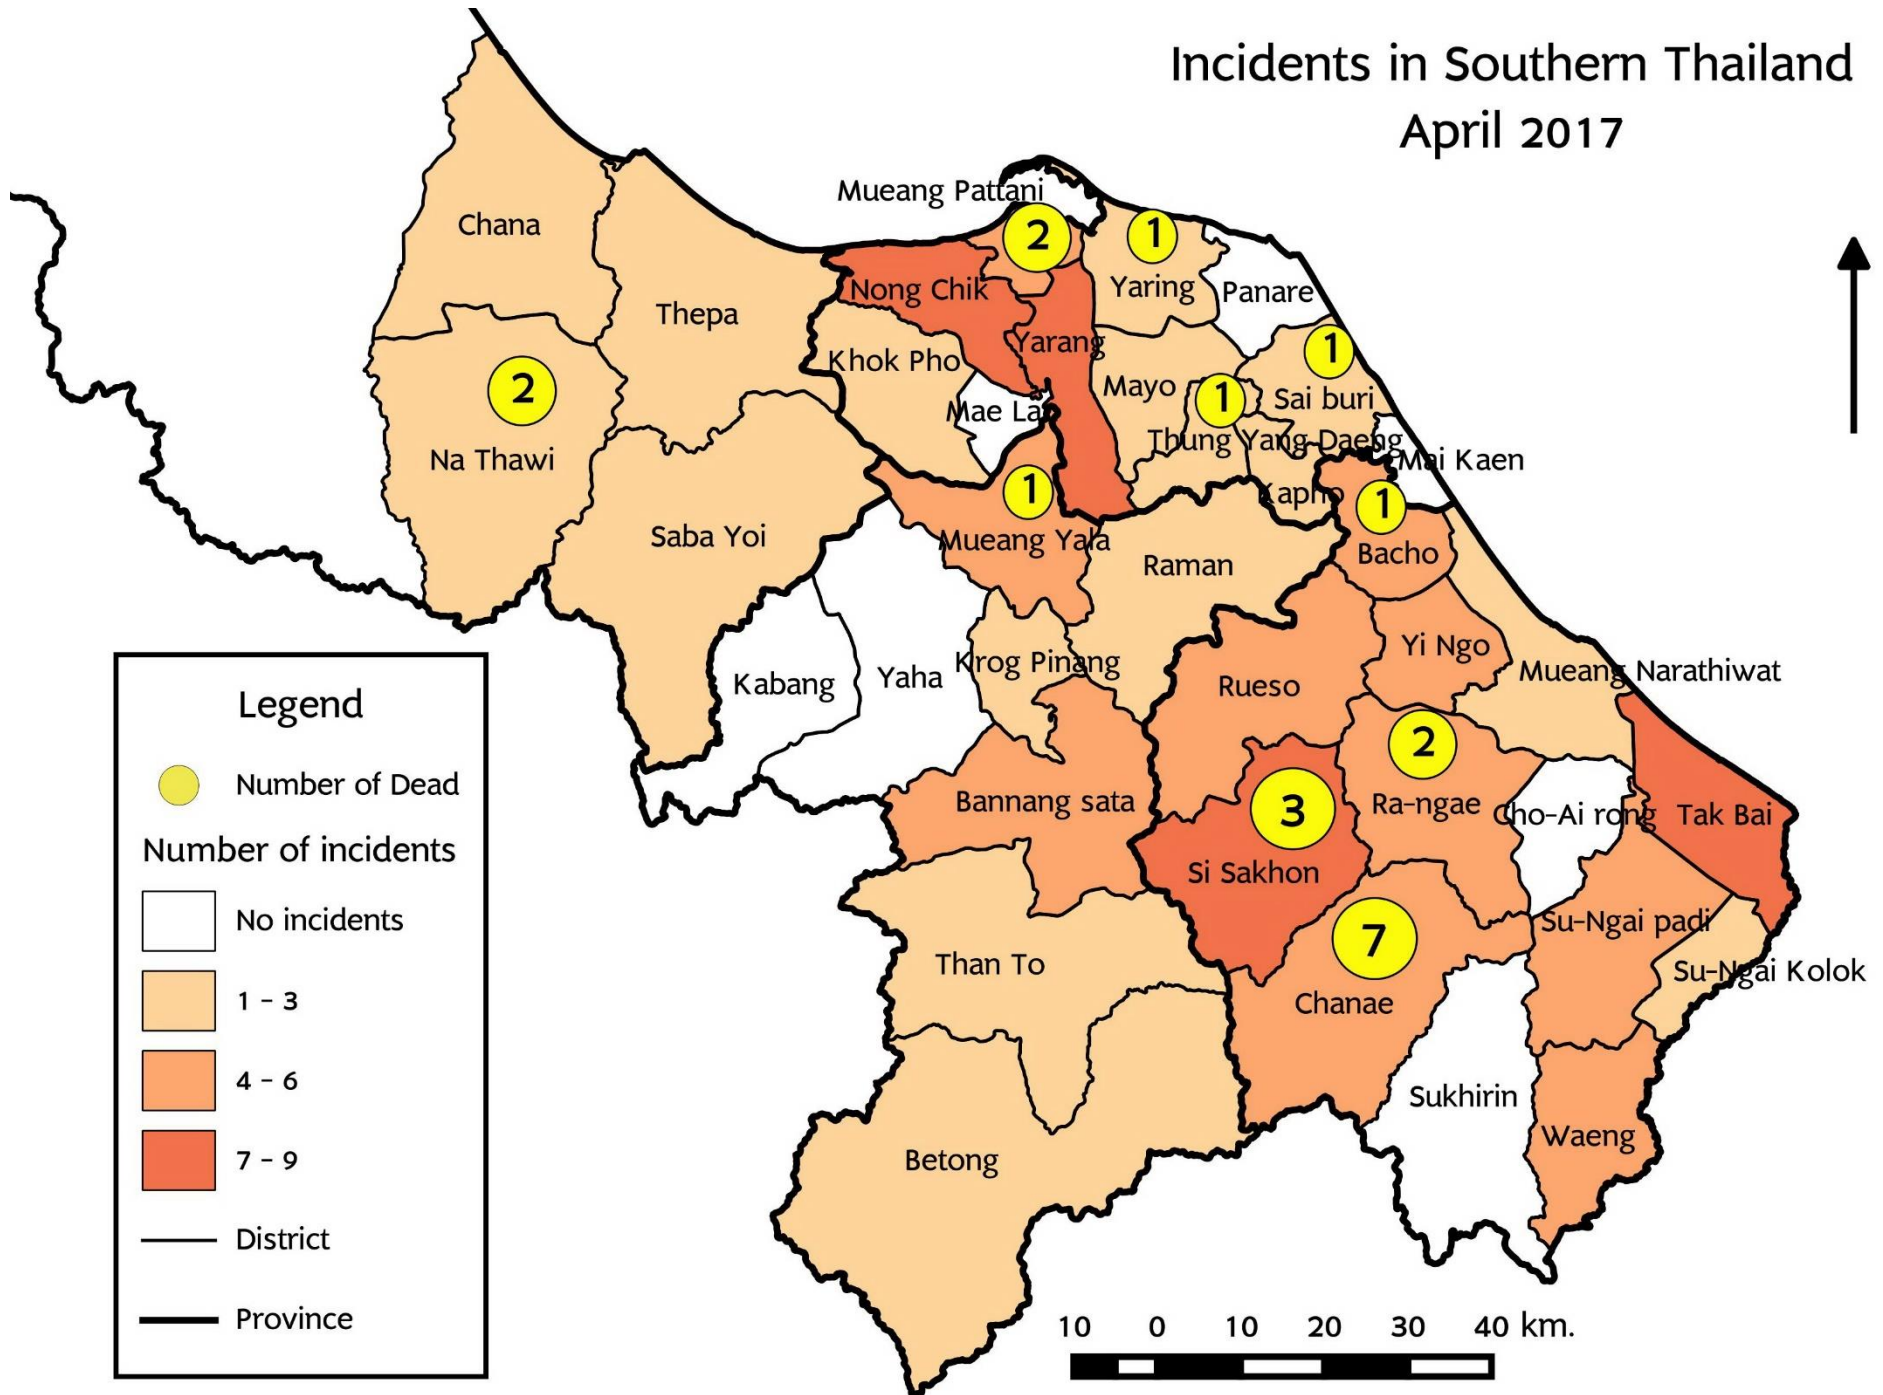 Incidents in Southern Thailand
April 2017
Mueang Pattani
Chana
2
1
Nong Chik
Yaring
Panare
Thepa
Yarang
1
Khok Pho
2
Mayo
1
Sai buri
Mae La
Thung Yang Daeng
Na Thawi
Mai Kaen
1
Kapho
1
Saba Yoi
Mueang Yala
Raman
Bacho
Yi Ngo
Krog Pinang
Mueang Narathiwat
Kabang
Yaha
Rueso
2
Bannang sata
3
Ra-ngae
Cho-Ai rong
Tak Bai
Si Sakhon
Su-Ngai padi
7
Than To
Su-Ngai Kolok
Chanae
Sukhirin
Waeng
Betong
Legend
Number of Dead
Number of incidents
No incidents
1 - 3
4 - 6
7 - 9
District
Province
10 0 10 20 30 40 km.